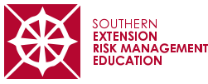 SOUTHERN
EXTENSION
RISK MANAGEMENT
EDUCATION